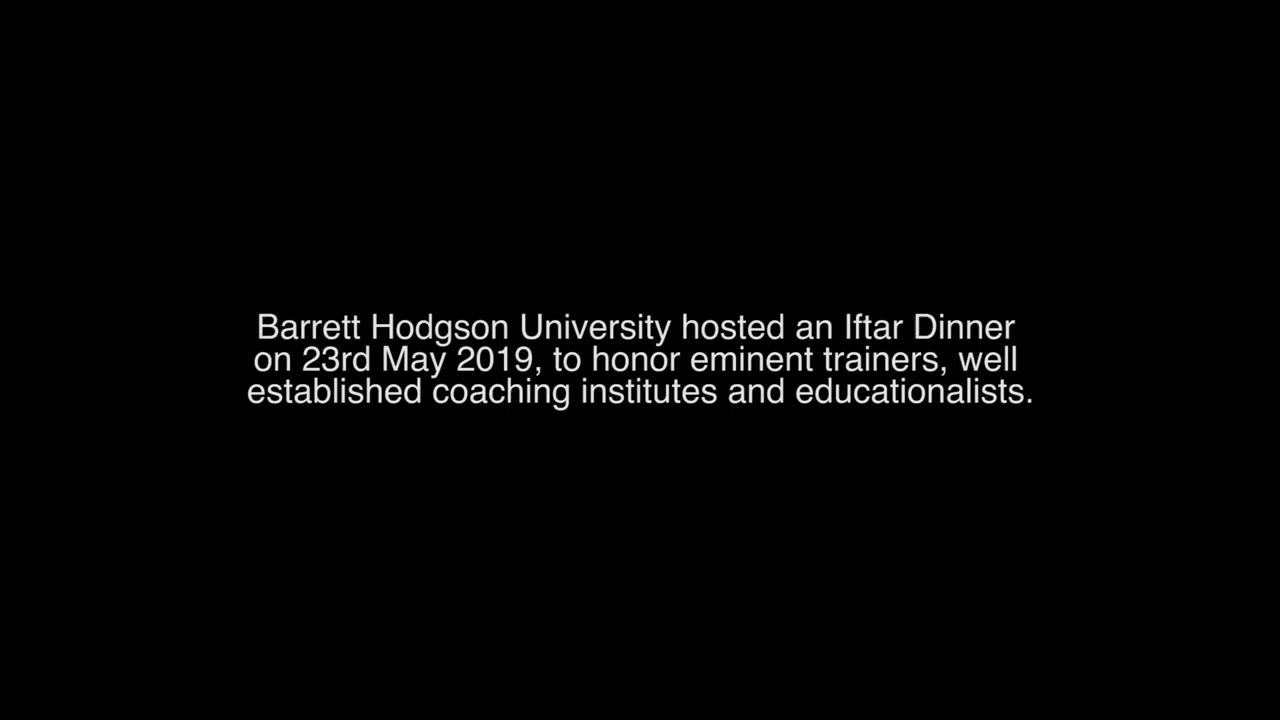 Barrett Hodgson University hosted an Iftar Dinner
on 23rd May 2019, to honor eminent trainers, well
established coaching institutes and educationalists.